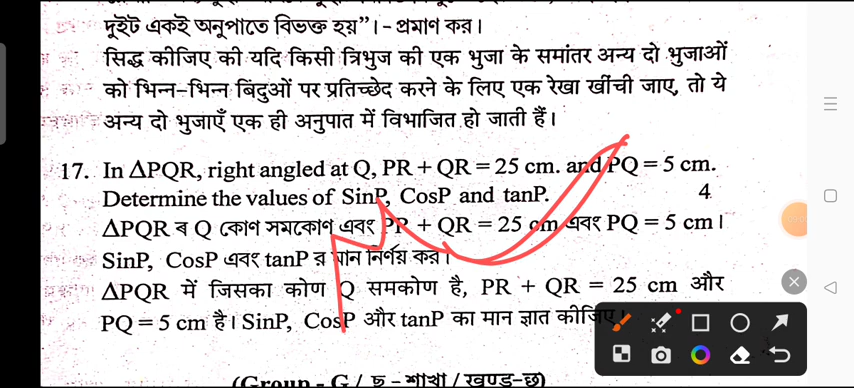 দুইটি একই অনুপাতে বিভক্ত হয়”। - প্রমাণ কর।
सिद्ध कीजिए की यदि किसी त्रिभुज की एक भुजा के समांतर अन्य दो भुजाओं
को भिन्न-भिन्न बिंदुओं पर प्रतिच्छेद करने के लिए एक रेखा खींची जाए, तो ये
अन्य दो भुजाएँ एक ही अनुपात में विभाजित हो जाती हैं।
17. In ΔPQR, right angled at Q, PR + QR = 25 cm. and PQ = 5 cm.
Determine the values of SinP, CosP and tanP. 4
ΔPQR ৰ Q কোণ সমকোণ এবং PR + QR = 25 cm এবং PQ = 5 cm।
SinP, CosP এবং tanP র মান নির্ণয় কর।
ΔPQR में जिसका कोण Q समकोण है, PR + QR = 25 cm और
PQ = 5 cm है। SinP, CosP और tanP का मान ज्ञात कीजिए।
(Group - G / ছ - শাখা / खण्ड-छ)